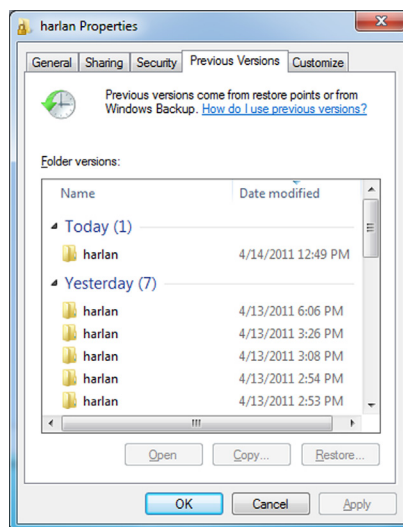 harlan Properties
General Sharing Security Previous Versions Customize
Previous versions come from restore points or from
Windows Backup. How do I use previous versions?
Folder versions:
Name Date modified
Today (1)
harlan 4/14/2011 12:49 PM
Yesterday (7)
harlan 4/13/2011 6:06 PM
harlan 4/13/2011 3:26 PM
harlan 4/13/2011 3:08 PM
harlan 4/13/2011 2:54 PM
harlan 4/13/2011 2:53 PM
Open Copy... Restore...
OK Cancel Apply